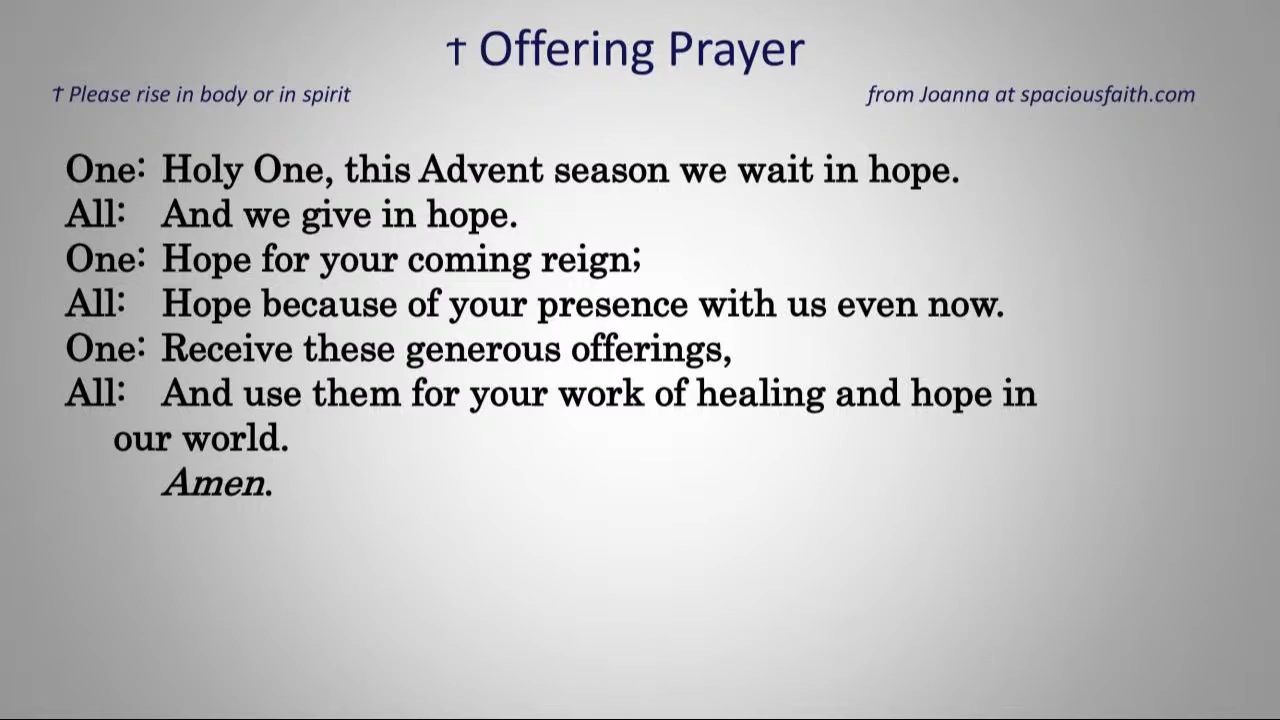 † Offering Prayer
† Please rise in body or in spirit
from Joanna at spaciousfaith.com
One: Holy One, this Advent season we wait in hope.
All: And we give in hope.
One: Hope for your coming reign;
All: Hope because of your presence with us even now.
One: Receive these generous offerings,
All: And use them for your work of healing and hope in
our world.
Amen.